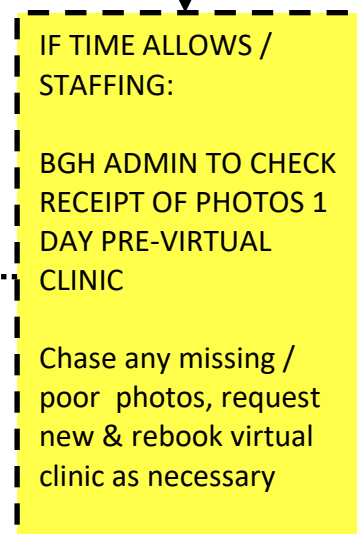 IF TIME ALLOWS /
STAFFING:
BGH ADMIN TO CHECK
RECEIPT OF PHOTOS 1
DAY PRE-VIRTUAL
CLINIC
Chase any missing /
poor  photos, request
new & rebook virtual
clinic as necessary